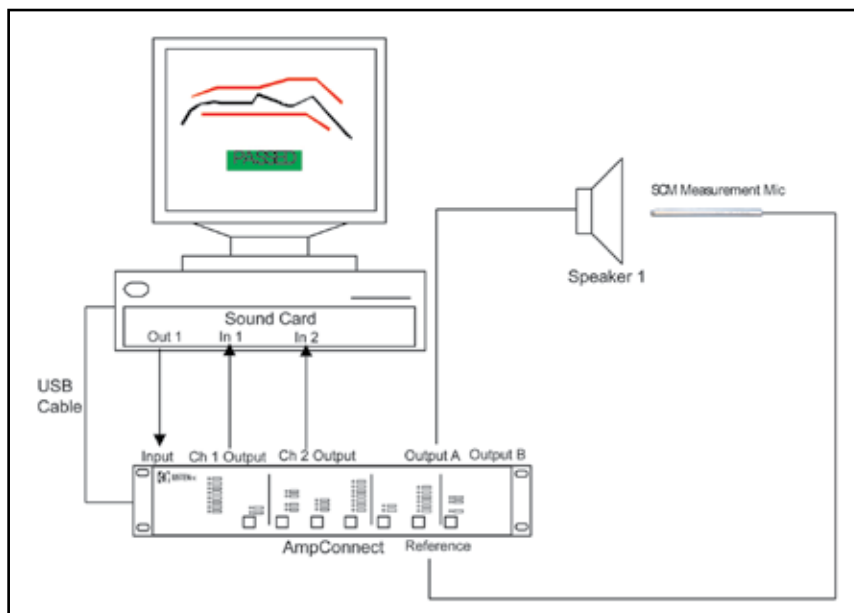 PASSED!
SCM Measurement Mic
Speaker 1
Sound Card
Out 1 In 1 In 2
USB
Cable
Input Ch 1 Output Ch 2 Output Output A Output B
AmpConnect Reference